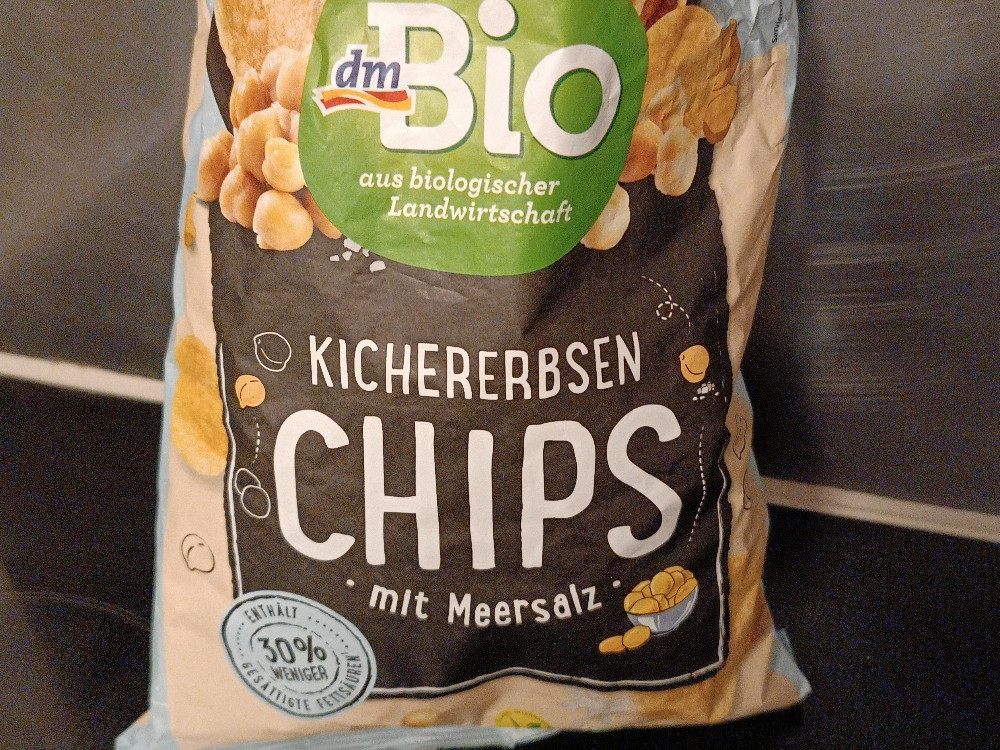 dm
Bio
aus biologischer
Landwirtschaft
KICHERERBSEN
CHIPS
mit Meersalz
ENTHÄLT
30%
WENIGER
GESÄTTIGTE FETTSÄUREN